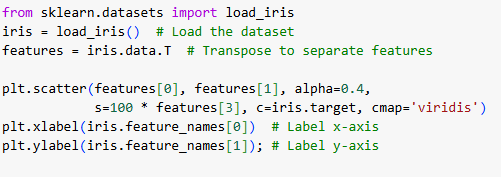 from sklearn.datasets import load_iris
iris = load_iris()  # Load the dataset
features = iris.data.T  # Transpose to separate features

plt.scatter(features[0], features[1], alpha=0.4,
            s=100 * features[3], c=iris.target, cmap='viridis')
plt.xlabel(iris.feature_names[0])  # Label x-axis
plt.ylabel(iris.feature_names[1]); # Label y-axis